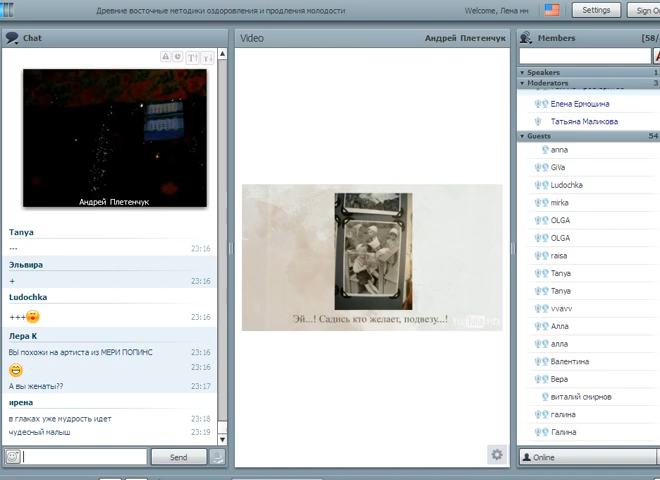 Древние восточные методики оздоровления и продления молодости
Welcome, Лена нн
Settings
Chat
Андрей Плетенчук
Tanya
---
23:16
Эльвира
+
23:16
Ludochka
+++
23:16
Лера К
Вы похожи на артиста из МЕРИ ПОПИНС
23:16
23:16
А вы женаты??
23:17
ярена
в глаках уже мудрость идет
23:18
чудесный малыш
23:19
Send
Video
Андрей Плетенчук
Эй...! Садись кто желает, подвезу...!
Members
[58/
Speakers
1
Moderators
3
Елена Ермошина
Татьяна Маликова
Guests
54
anna
GiVa
Ludochka
mirka
OLGA
OLGA
raisa
Tanya
Tanya
vvavv
Алла
алла
Валентина
Вера
виталий смирнов
галина
Галина
Online